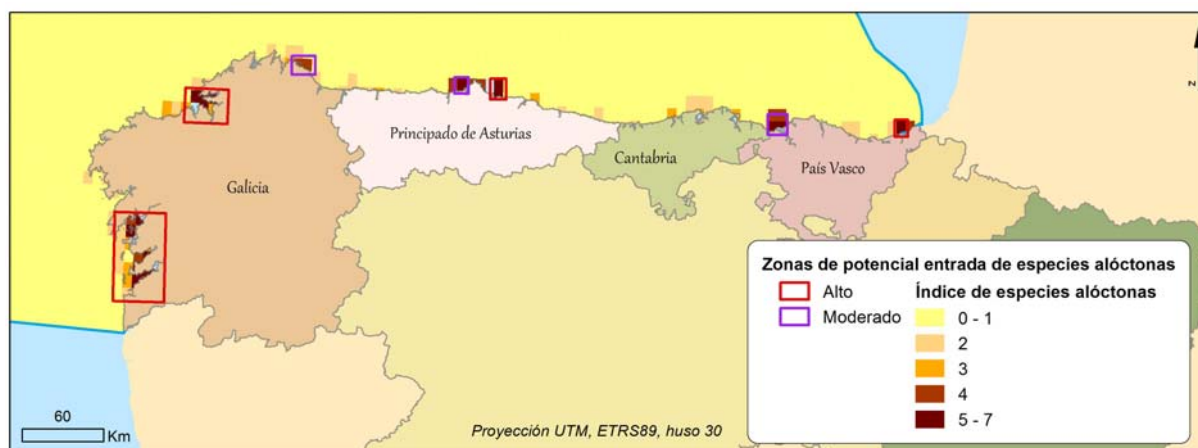 z
Principado de Asturias
Cantabria
País Vasco
Galicia
Zonas de potencial entrada de especies alóctonas
Alto
Índice de especies alóctonas
Moderado
0 - 1
2
3
4
5 - 7
60
Km
Proyección UTM, ETRS89, huso 30